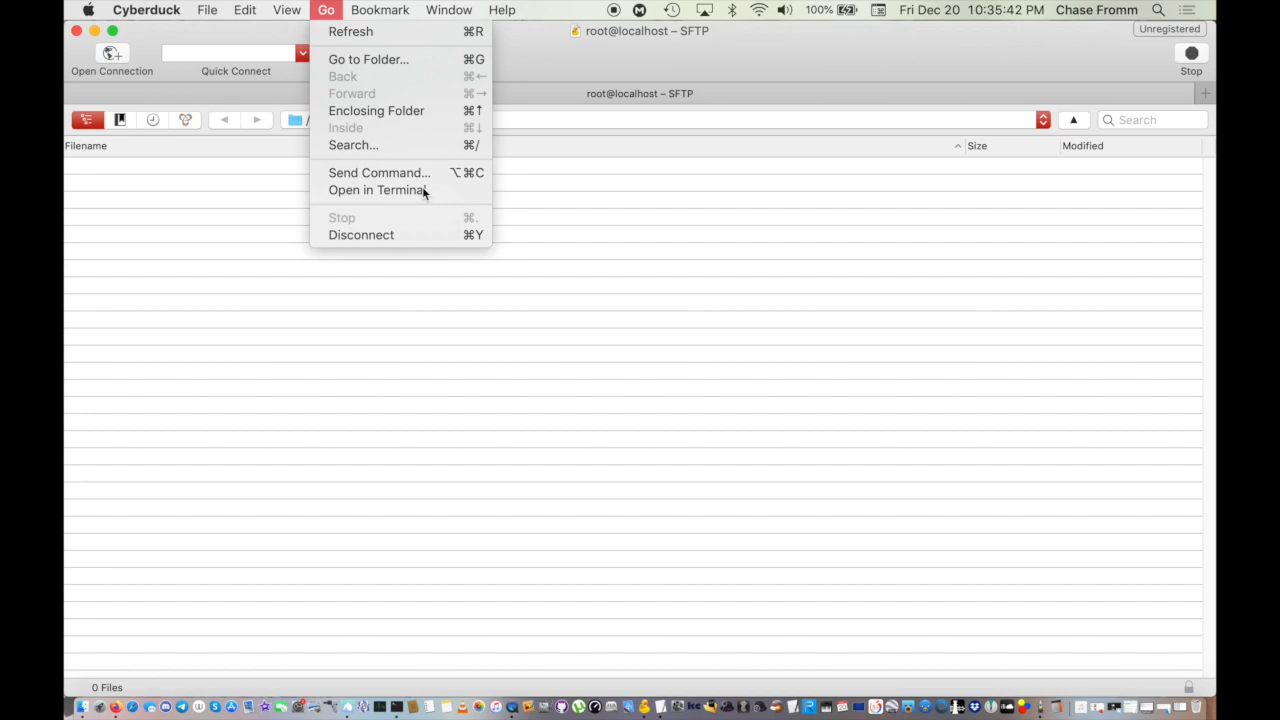 Cyberduck File Edit View Go Bookmark Window Help 100% Fri Dec 20 10:35:42 PM Chase Fromm
root@localhost – SFTP
Unregistered
Open Connection
Quick Connect
Stop
root@localhost – SFTP
/
Search
Filename
Size
Modified
Refresh ⌘R
Go to Folder... ⌘G
Back ⌘←
Forward ⌘→
Enclosing Folder ⌘↑
Inside ⌘↓
Search... ⌘/
Send Command... ⌥⌘C
Open in Terminal
Stop ⌘.
Disconnect ⌘Y
0 Files